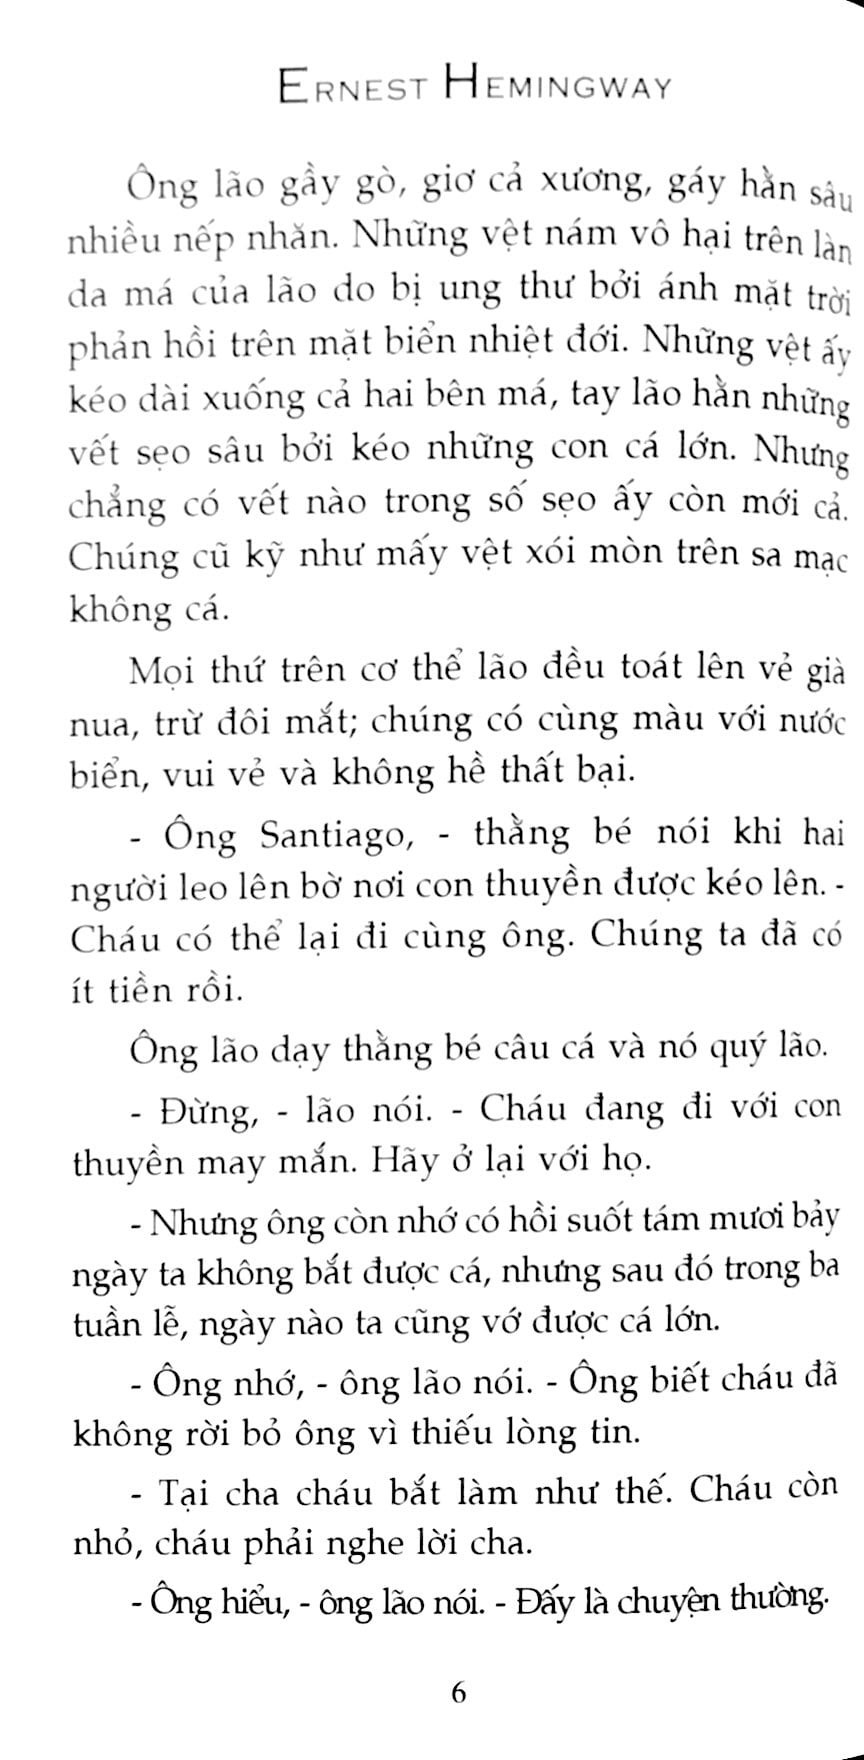 ERNEST HEMINGWAY
Ông lão gầy gò, giơ cả xương, gáy hằn sâu
nhiều nếp nhăn. Những vệt nám vô hại trên làn
da má của lão do bị ung thư bởi ánh mặt trời
phản hồi trên mặt biển nhiệt đới. Những vệt ấy
kéo dài xuống cả hai bên má, tay lão hằn những
vết sẹo sâu bởi kéo những con cá lớn. Nhưng
chẳng có vết nào trong số sẹo ấy còn mới cả.
Chúng cũ kỹ như mấy vệt xói mòn trên sa mạc
không cá.
Mọi thứ trên cơ thể lão đều toát lên vẻ già
nua, trừ đôi mắt; chúng có cùng màu với nước
biển, vui vẻ và không hề thất bại.
- Ông Santiago, - thằng bé nói khi hai
người leo lên bờ nơi con thuyền được kéo lên. -
Cháu có thể lại đi cùng ông. Chúng ta đã có
ít tiền rồi.
Ông lão dạy thằng bé câu cá và nó quý lão.
- Đừng, - lão nói. - Cháu đang đi với con
thuyền may mắn. Hãy ở lại với họ.
- Nhưng ông còn nhớ có hồi suốt tám mươi bảy
ngày ta không bắt được cá, nhưng sau đó trong ba
tuần lễ, ngày nào ta cũng vớ được cá lớn.
- Ông nhớ, - ông lão nói. - Ông biết cháu đã
không rời bỏ ông vì thiếu lòng tin.
- Tại cha cháu bắt làm như thế. Cháu còn
nhỏ, cháu phải nghe lời cha.
- Ông hiểu, - ông lão nói. - Đấy là chuyện thường.
6